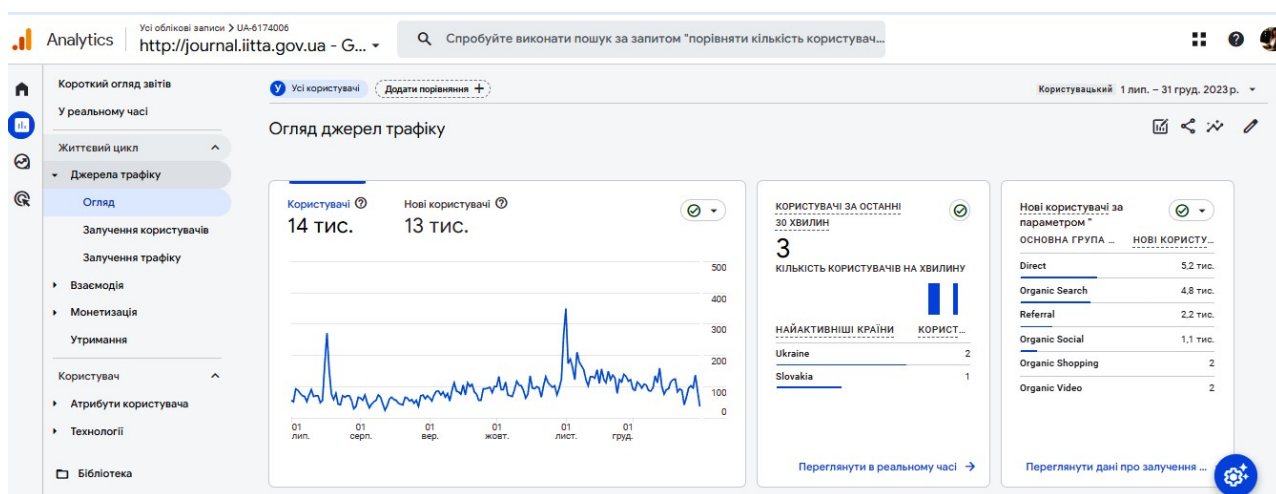 Усі облікові записи > UA-6174006
Analytics
http://journal.iitta.gov.ua - G...
Спробуйте виконати пошук за запитом "порівняти кількість користувач...
Короткий огляд звітів
У реальному часі
Життєвий цикл
Джерела трафіку
Огляд
Залучення користувачів
Залучення трафіку
Взаємодія
Монетизація
Утримання
Користувач
Атрибути користувача
Технології
Бібліотека
У Усі користувачі
Додати порівняння +
Користувацький 1 лип. – 31 груд. 2023 р.
Огляд джерел трафіку
Користувачі
14 тис.
Нові користувачі
13 тис.
500
400
300
200
100
0
01 лип.
01 серп.
01 вер.
01 жовт.
01 лист.
01 груд.
КОРИСТУВАЧІ ЗА ОСТАННІ
30 ХВИЛИН
3
КІЛЬКІСТЬ КОРИСТУВАЧІВ НА ХВИЛИНУ
НАЙАКТИВНІШІ КРАЇНИ КОРИСТ...
Ukraine 2
Slovakia 1
Переглянути в реальному часі →
Нові користувачі за
параметром "
ОСНОВНА ГРУПА ... НОВІ КОРИСТУ...
Direct 5,2 тис.
Organic Search 4,8 тис.
Referral 2,2 тис.
Organic Social 1,1 тис.
Organic Shopping 2
Organic Video 2
Переглянути дані про залучення ...